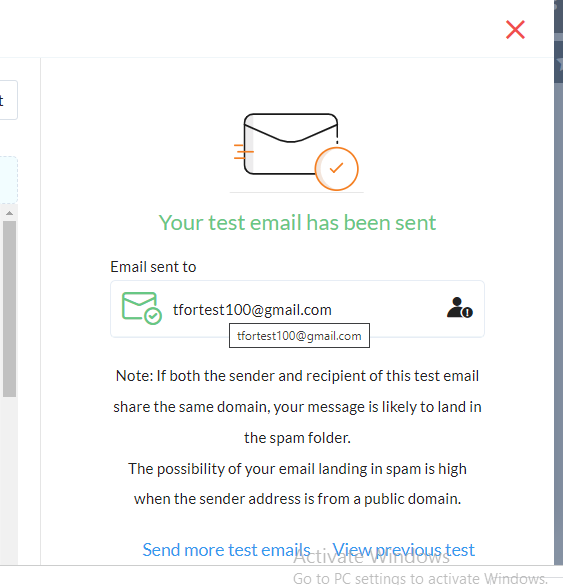 t
Your test email has been sent
Email sent to
tfortest100@gmail.com
tfortest100@gmail.com
Note: If both the sender and recipient of this test email
share the same domain, your message is likely to land in
the spam folder.
The possibility of your email landing in spam is high
when the sender address is from a public domain.
Send more test emails View previous test
Activate Windows
Go to PC settings to activate Windows.